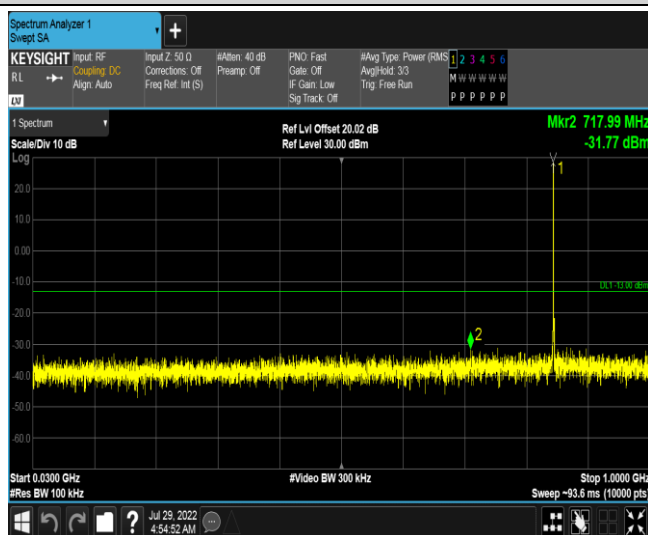 Spectrum Analyzer 1
Swept SA
+
KEYSIGHT
RL
LXI
Input: RF
Coupling: DC
Align: Auto
Input Z: 50 Ω
Corrections: Off
Freq Ref: Int (S)
#Atten: 40 dB
Preamp: Off
PNO: Fast
Gate: Off
IF Gain: Low
Sig Track: Off
#Avg Type: Power (RMS
Avg|Hold: 3/3
Trig: Free Run
1 2 3 4 5 6
M W W W W W
P P P P P P
1 Spectrum
Scale/Div 10 dB
Log
Ref Lvl Offset 20.02 dB
Ref Level 30.00 dBm
Mkr2 717.99 MHz
-31.77 dBm
1
20.0
10.0
0.00
-10.0
DL1 -13.00 dBm
-20.0
-30.0
2
-40.0
-50.0
-60.0
Start 0.0300 GHz
#Res BW 100 kHz
#Video BW 300 kHz
Stop 1.0000 GHz
Sweep ~93.6 ms (10000 pts)
?
Jul 29, 2022
4:54:52 AM